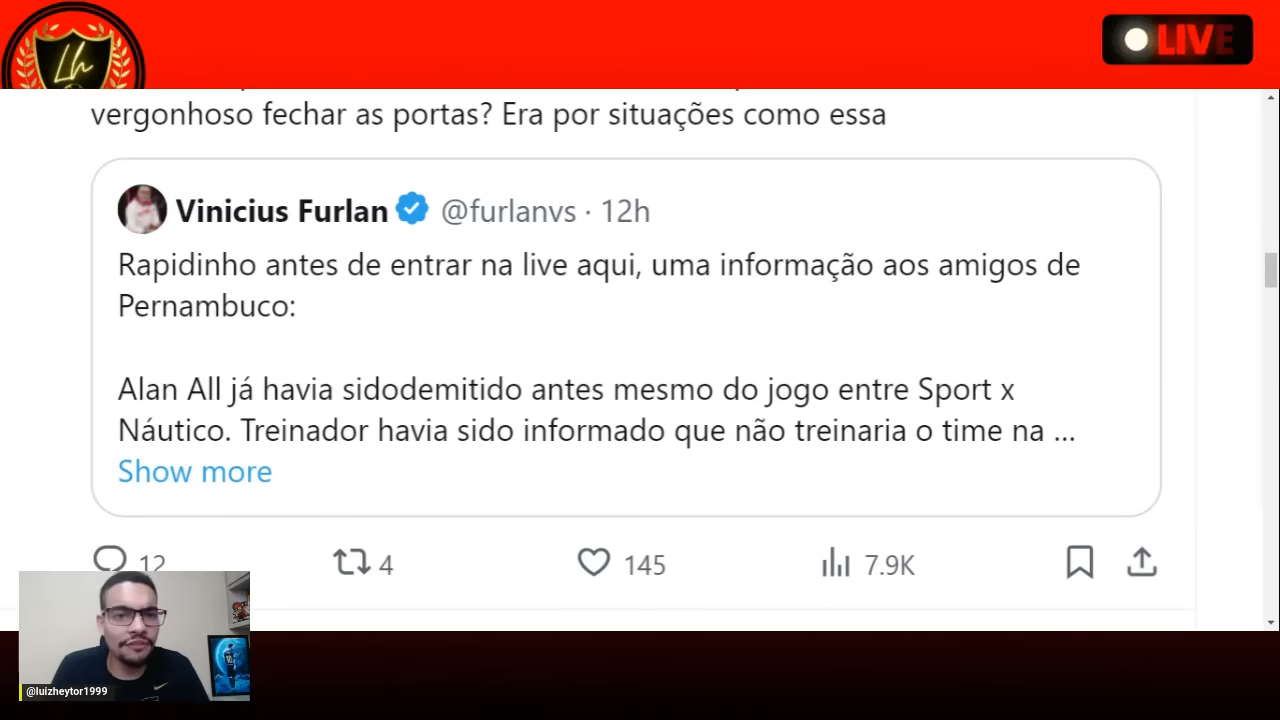 Lh
LIVE
vergonhoso fechar as portas? Era por situações como essa
Vinicius Furlan @furlanvs · 12h
Rapidinho antes de entrar na live aqui, uma informação aos amigos de
Pernambuco:
Alan All já havia sidodemitido antes mesmo do jogo entre Sport x
Náutico. Treinador havia sido informado que não treinaria o time na ...
Show more
12 4 145 7.9K
@luizheytor1999
10